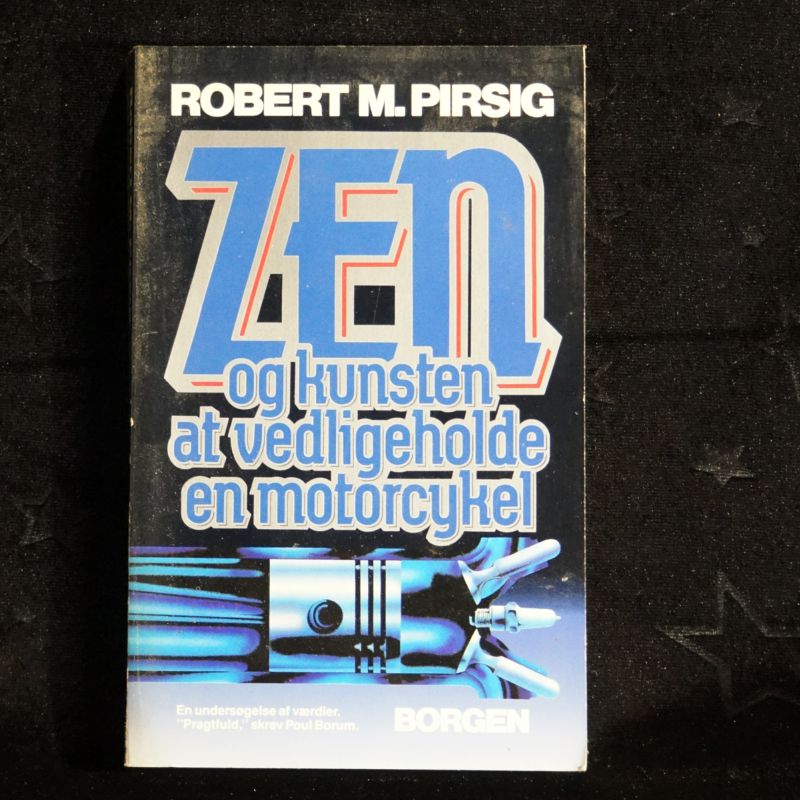 ROBERT M. PIRSIG
ZEN
og kunsten
at vedligeholde
en motorcykel
En undersøgelse af værdier.
"Pragtfuld," skrev Poul Borum.
BORGEN